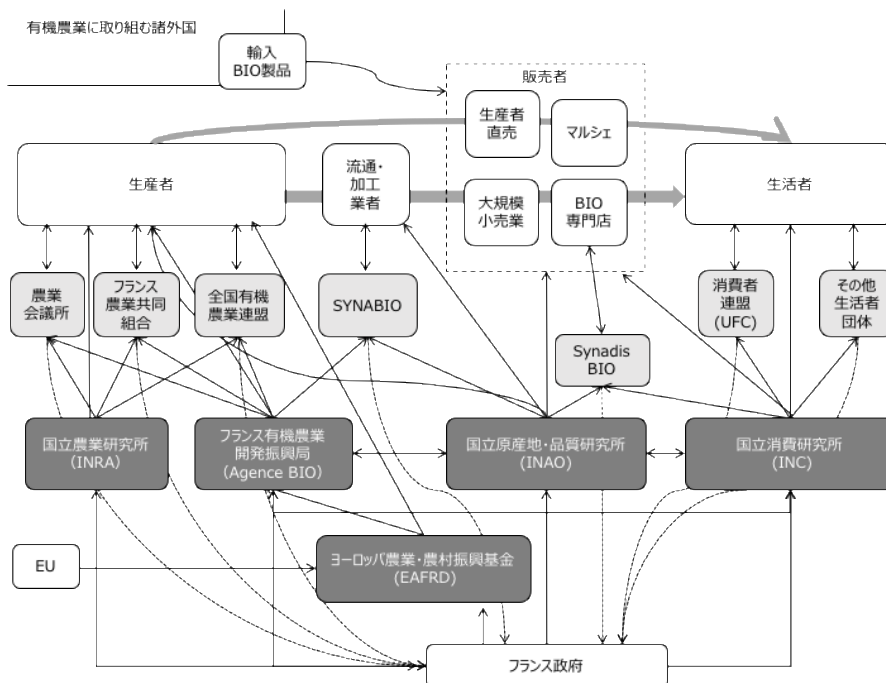 有機農業に取り組む諸外国
輸入
BIO製品
販売者
生産者
直売
マルシェ
生産者
流通・
加工
業者
大規模
小売業
BIO
専門店
生活者
農業
会議所
フランス
農業共同
組合
全国有機
農業連盟
SYNABIO
Synadis
BIO
消費者
連盟
(UFC)
その他
生活者
団体
国立農業研究所
(INRA)
フランス有機農業
開発振興局
(Agence BIO)
国立原産地・品質研究所
(INAO)
国立消費研究所
(INC)
EU
ヨーロッパ農業・農村振興基金
(EAFRD)
フランス政府